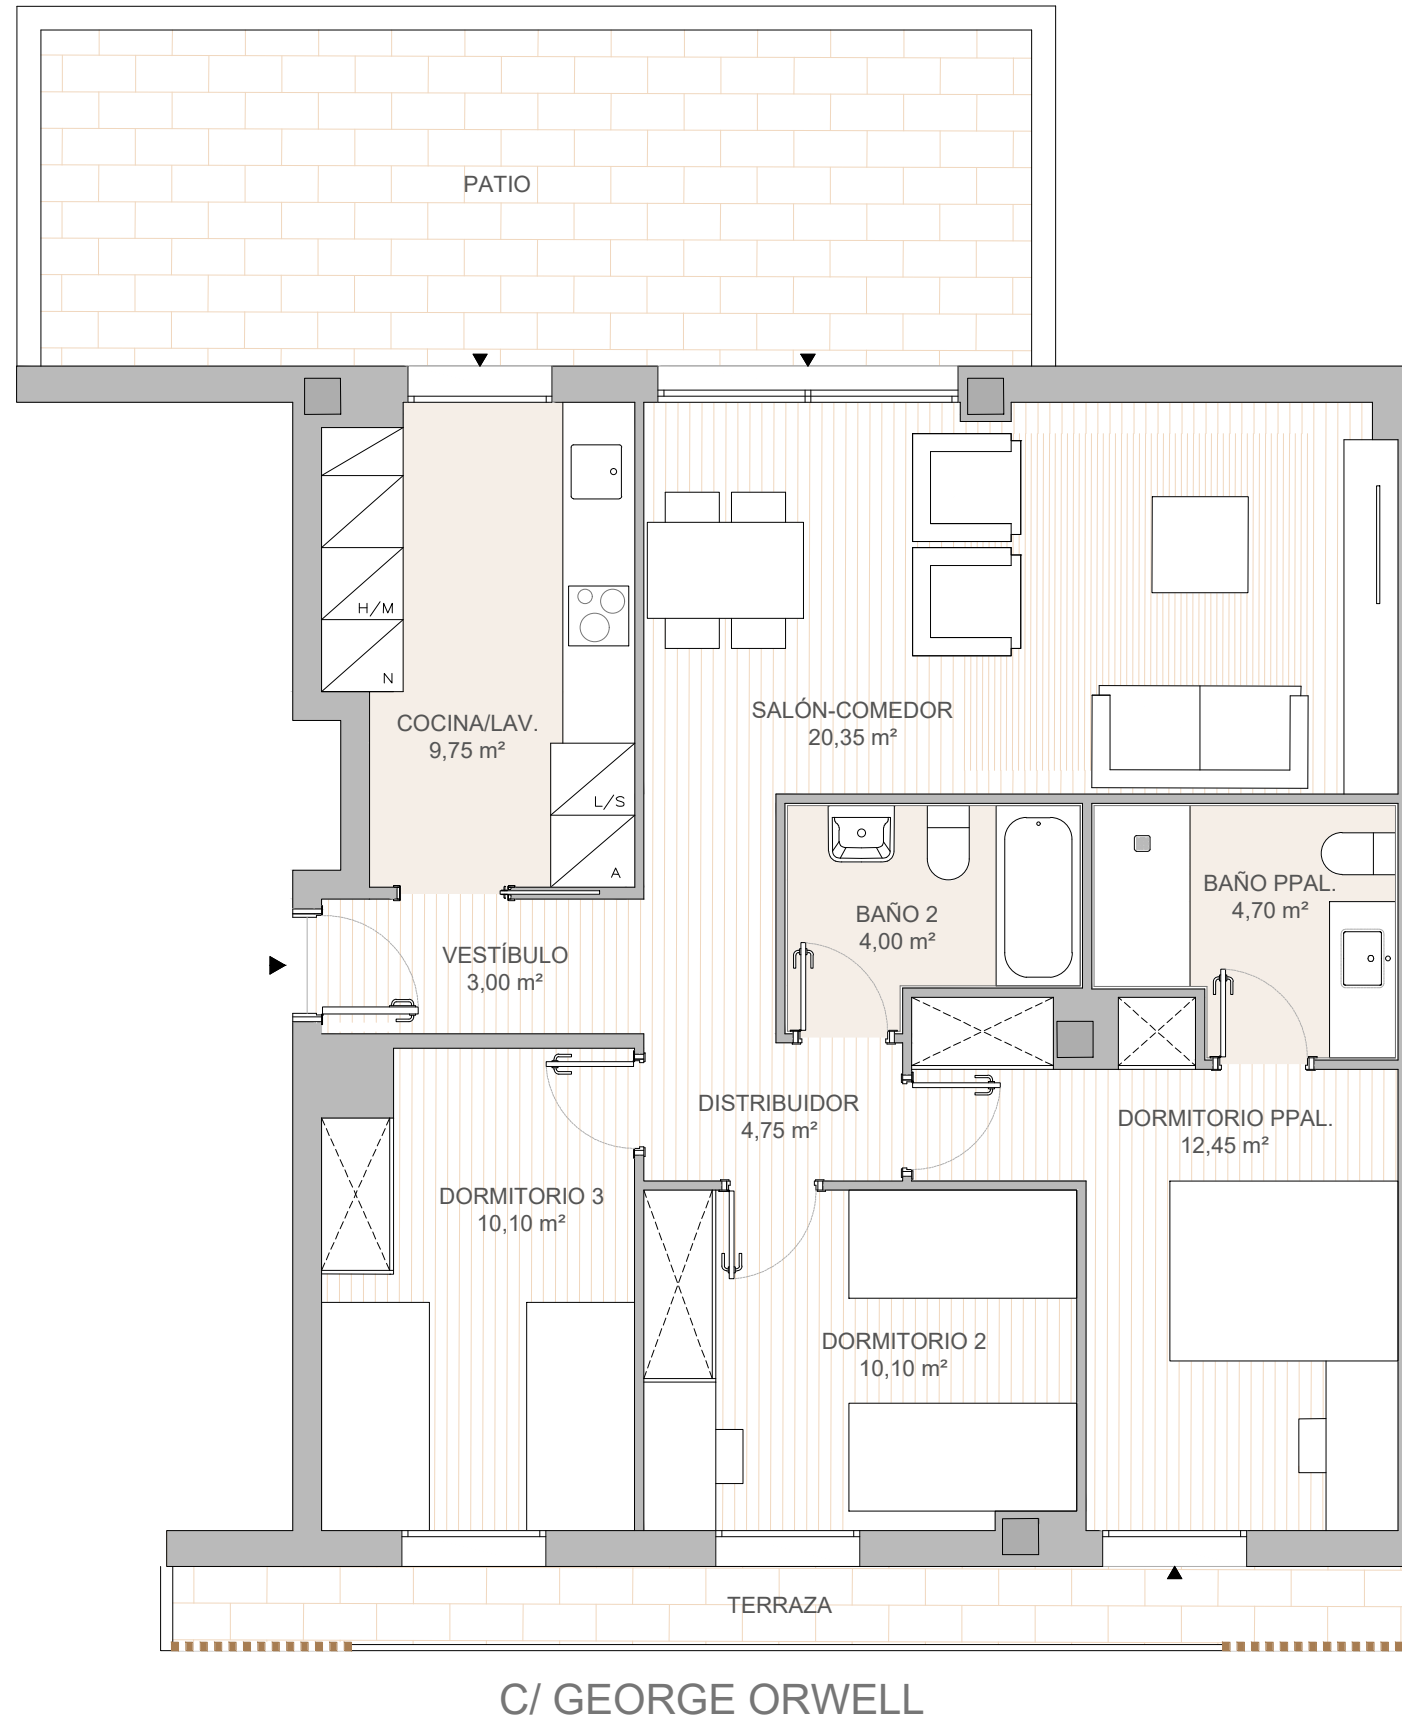 PATIO
H/M
N
COCINA/LAV.
9,75 m²
L/S
A
SALÓN-COMEDOR
20,35 m²
BAÑO 2
4,00 m²
BAÑO PPAL.
4,70 m²
VESTÍBULO
3,00 m²
DISTRIBUIDOR
4,75 m²
DORMITORIO PPAL.
12,45 m²
DORMITORIO 3
10,10 m²
DORMITORIO 2
10,10 m²
TERRAZA
C/ GEORGE ORWELL